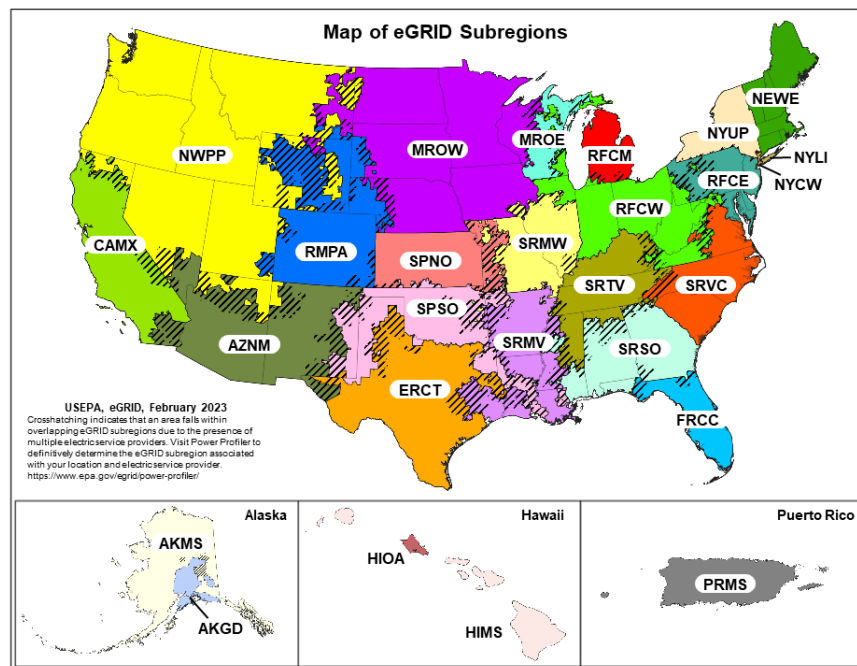 Map of eGRID Subregions
NWPP
MROW
MROE
RFCM
NEWE
NYUP
NYLI
NYCW
RFCE
RFCW
CAMX
RMPA
SPNO
SRMW
SRTV
SRVC
AZNM
SPSO
SRMV
SRSO
ERCT
FRCC
USEPA, eGRID, February 2023
Crosshatching indicates that an area falls within
overlapping eGRID subregions due to the presence of
multiple electric service providers. Visit Power Profiler to
definitively determine the eGRID subregion associated
with your location and electric service provider.
https://www.epa.gov/egrid/power-profiler/
Alaska
AKMS
AKGD
Hawaii
HIOA
HIMS
Puerto Rico
PRMS